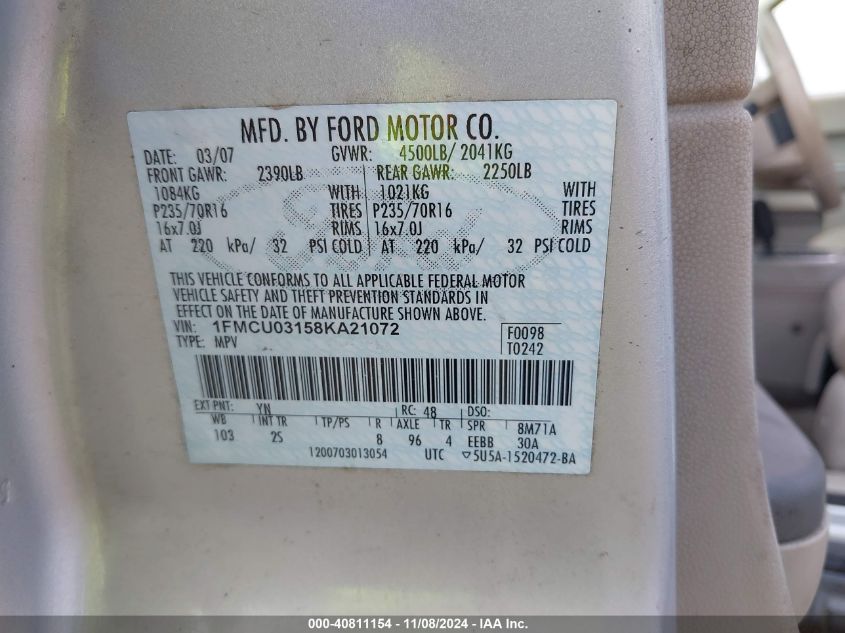 MFD. BY FORD MOTOR CO.
DATE: 03/07 GVWR: 4500LB/ 2041KG
FRONT GAWR: 2390LB REAR GAWR: 2250LB
1084KG WITH 1021KG WITH
P235/70R16 TIRES P235/70R16 TIRES
16x7.0J RIMS 16x7.0J RIMS
AT 220 kPa/ 32 PSI COLD AT 220 kPa/ 32 PSI COLD
THIS VEHICLE CONFORMS TO ALL APPLICABLE FEDERAL MOTOR
VEHICLE SAFETY AND THEFT PREVENTION STANDARDS IN
EFFECT ON THE DATE OF MANUFACTURE SHOWN ABOVE.
VIN: 1FMCU03158KA21072 F0098
TYPE: MPV T0242
EXT PNT: YN RC: 48 DSO:
WB INT TR TP/PS R AXLE TR SPR 8M71A
103 2S 8 96 4 EEBB 30A
1200703013054 UTC ▽5U5A-1520472-BA
000-40811154 - 11/08/2024 - IAA Inc.